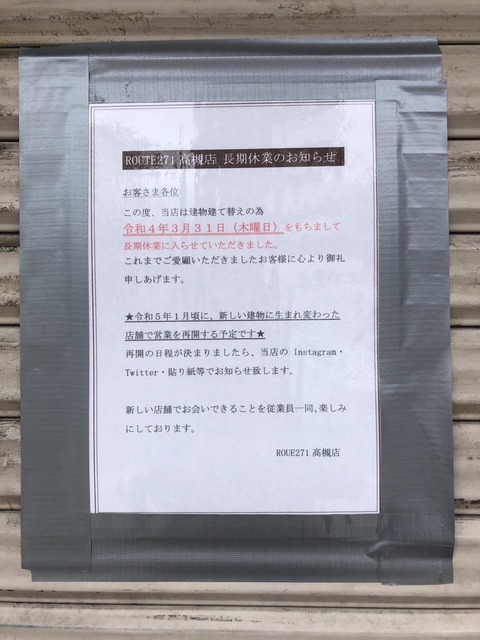 ROUTE271 高槻店 長期休業のお知らせ
お客さま各位
この度、当店は建物建て替えの為
令和４年３月３１日（木曜日）をもちまして
長期休業に入らせていただきました。
これまでご愛顧いただきましたお客様に心より御礼
申しあげます。
★令和５年１月頃に、新しい建物に生まれ変わった
店舗で営業を再開する予定です★
再開の日程が決まりましたら、当店の Instagram・
Twitter・貼り紙等でお知らせ致します。
新しい店舗でお会いできることを従業員一同、楽しみ
にしております。
ROUE271 高槻店